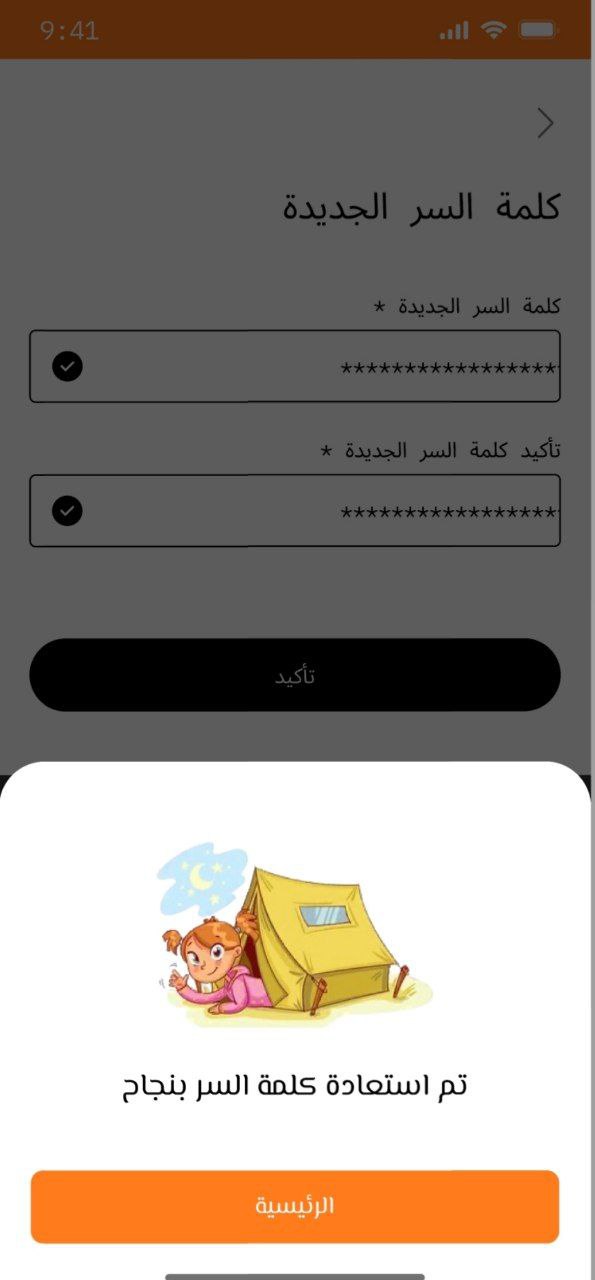 9:41
كلمة السر الجديدة
كلمة السر الجديدة *
******************
تأكيد كلمة السر الجديدة *
******************
تأكيد
تم استعادة كلمة السر بنجاح
الرئيسية